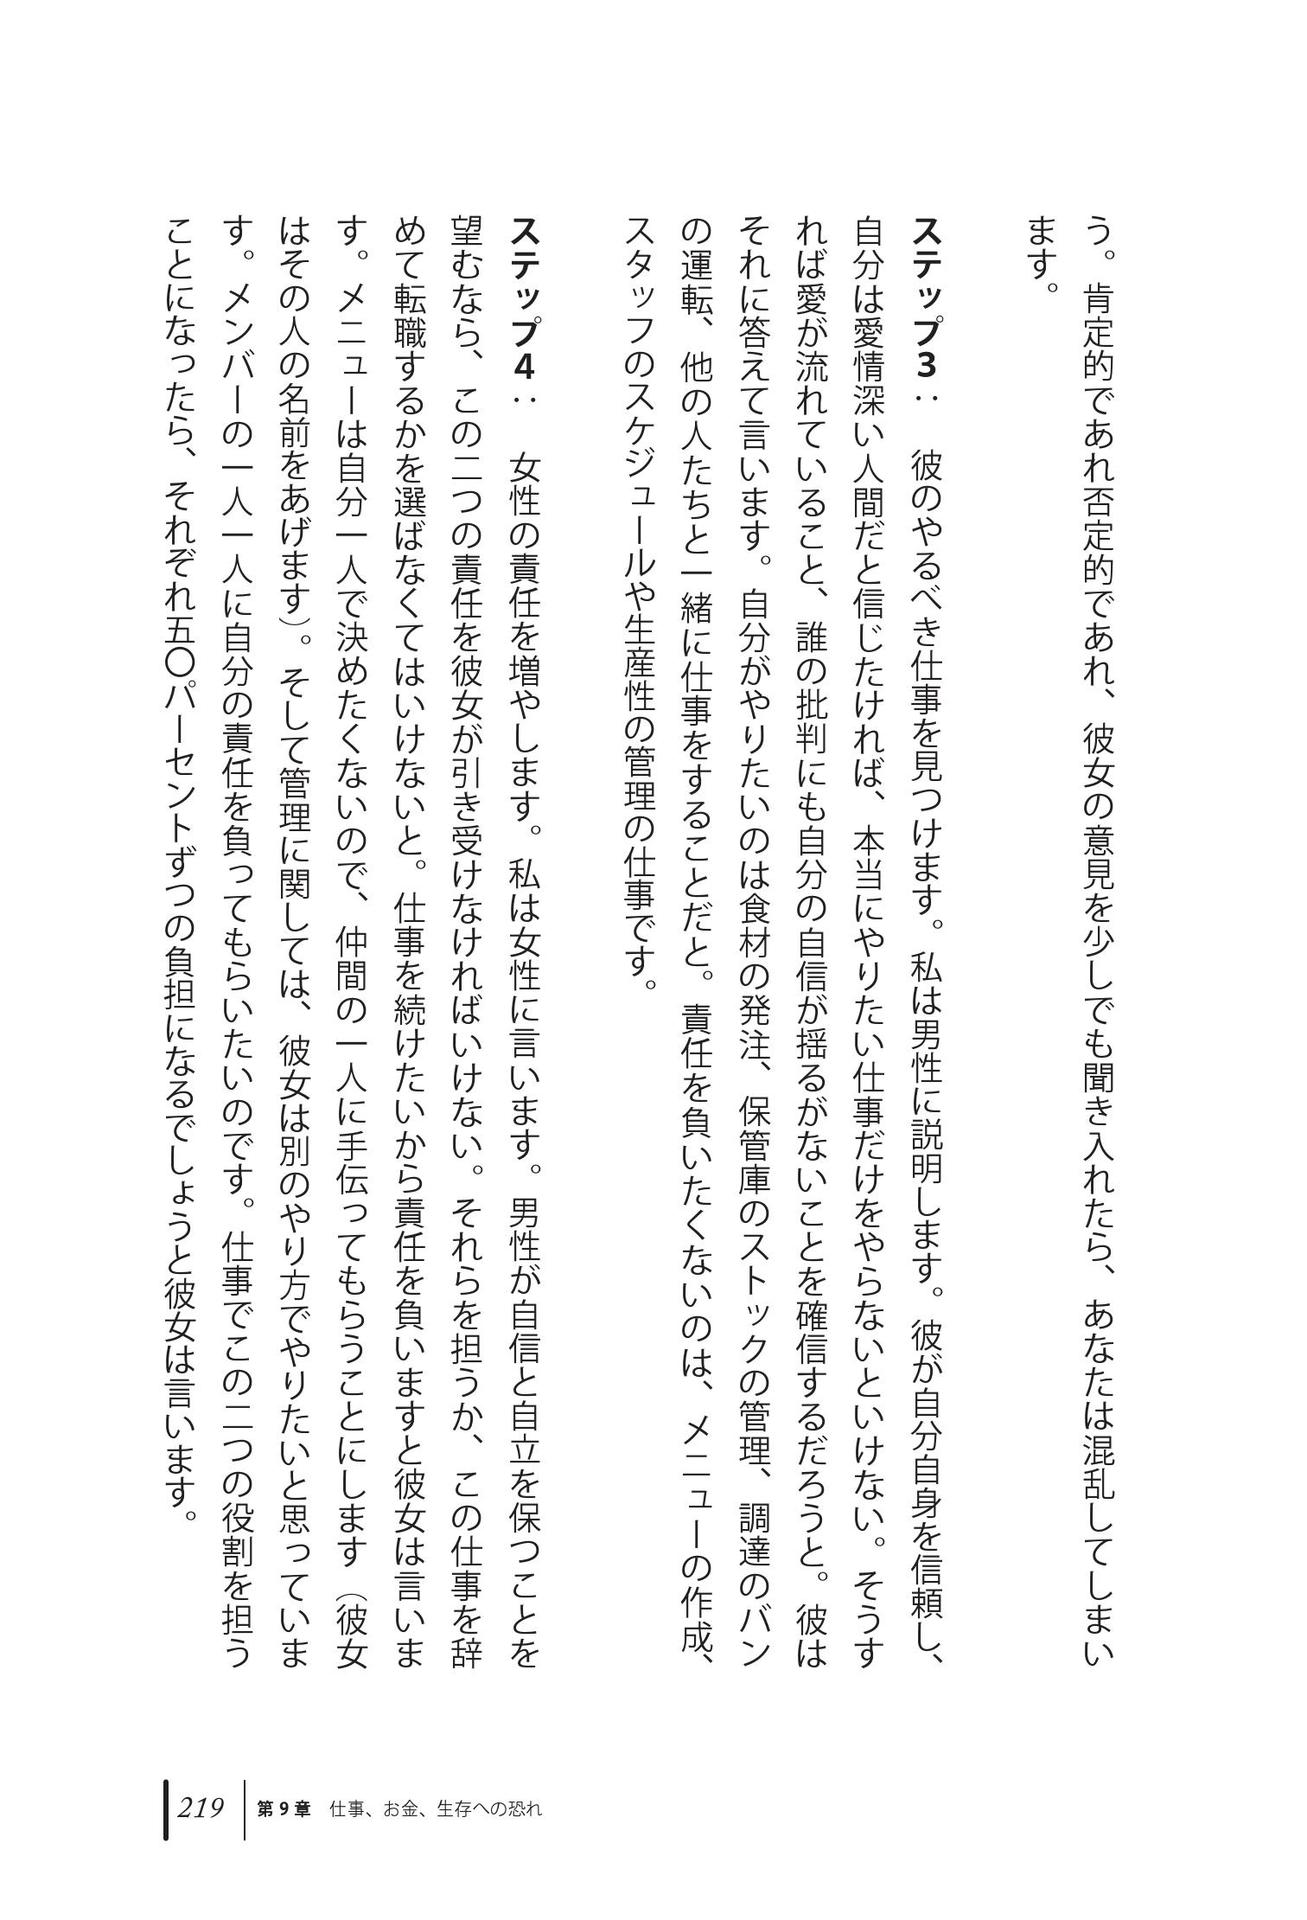 う。肯定的であれ否定的であれ、彼女の意見を少しでも聞き入れたら、あなたは混乱してしまい
ます。
ステップ3：　彼のやるべき仕事を見つけます。私は男性に説明します。彼が自分自身を信頼し、
自分は愛情深い人間だと信じたければ、本当にやりたい仕事だけをやらないといけない。そうす
れば愛が流れていること、誰の批判にも自分の自信が揺るがないことを確信するだろうと。彼は
それに答えて言います。自分がやりたいのは食材の発注、保管庫のストックの管理、調達のバン
の運転、他の人たちと一緒に仕事をすることだと。責任を負いたくないのは、メニューの作成、
スタッフのスケジュールや生産性の管理の仕事です。
ステップ4：　女性の責任を増やします。私は女性に言います。男性が自信と自立を保つことを
望むなら、この二つの責任を彼女が引き受けなければいけない。それらを担うか、この仕事を辞
めて転職するかを選ばなくてはいけないと。仕事を続けたいから責任を負いますと彼女は言いま
す。メニューは自分一人で決めたくないので、仲間の一人に手伝ってもらうことにします（彼女
はその人の名前をあげます）。そして管理に関しては、彼女は別のやり方でやりたいと思っていま
す。メンバーの一人一人に自分の責任を負ってもらいたいのです。仕事でこの二つの役割を担う
ことになったら、それぞれ五〇パーセントずつの負担になるでしょうと彼女は言います。
219 第9章　仕事、お金、生存への恐れ